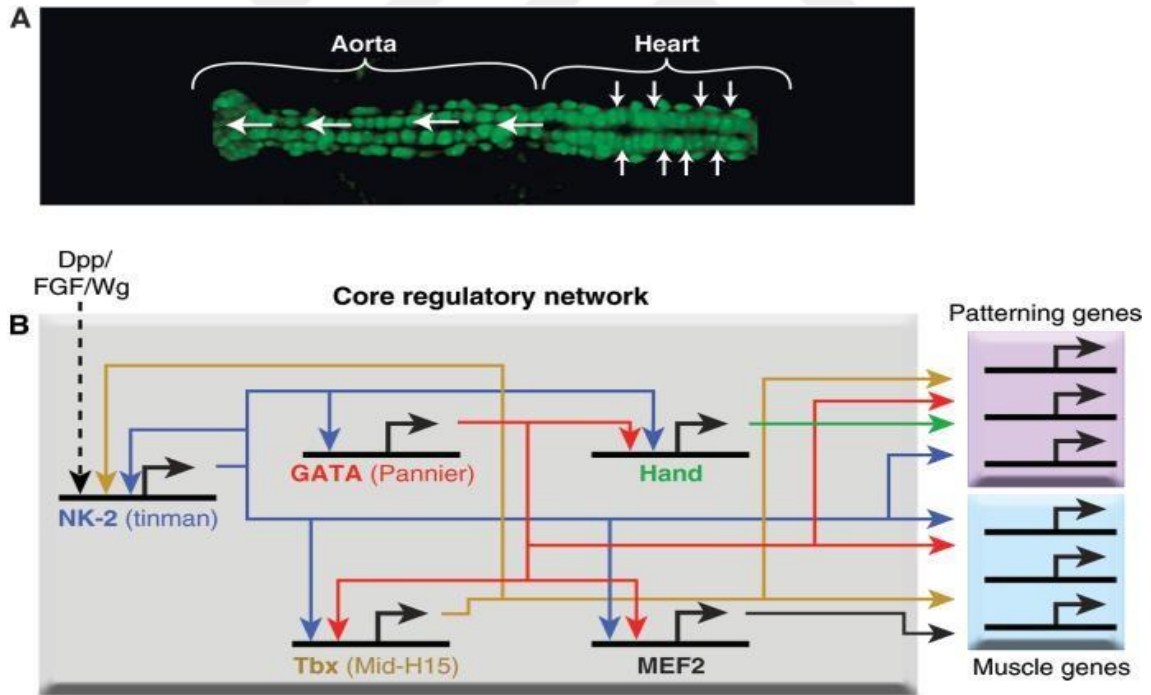 A
Aorta
Heart
Dpp/
FGF/Wg
Core regulatory network
B
Patterning genes
GATA (Pannier)
Hand
NK-2 (tinman)
Tbx (Mid-H15)
MEF2
Muscle genes